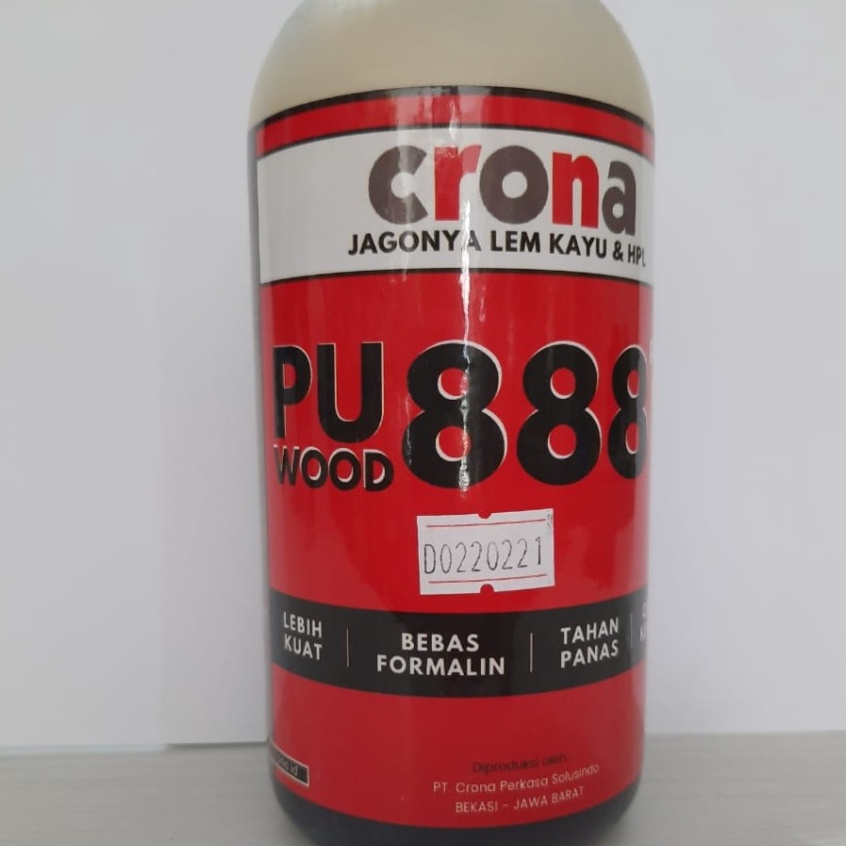 crona
JAGONYA LEM KAYU & HPL
PU 888
WOOD
D0220221
LEBIH
KUAT
BEBAS
FORMALIN
TAHAN
PANAS
Diproduksi oleh
PT. Crona Perkasa Solusindo
BEKASI - JAWA BARAT